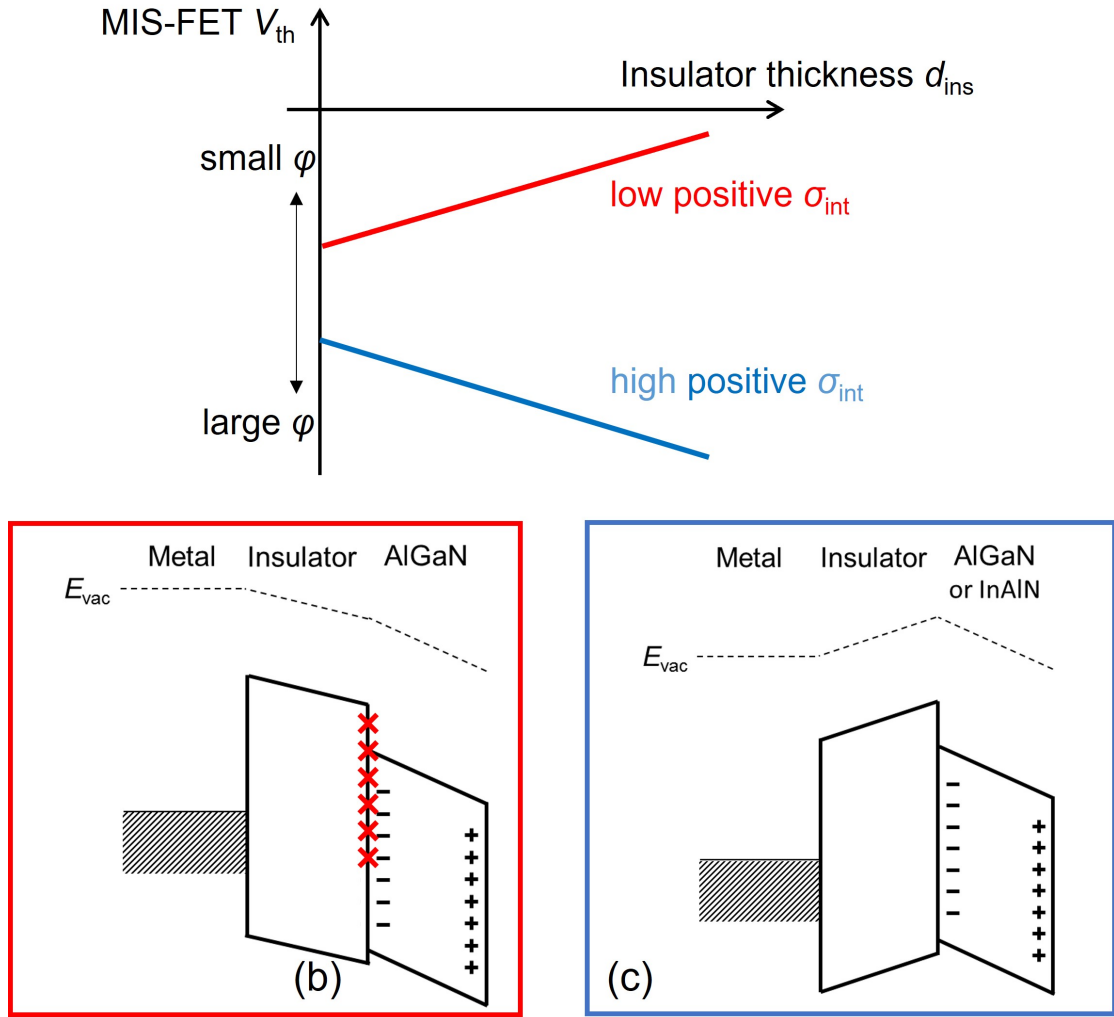 MIS-FET Vth
Insulator thickness dins
small φ
low positive σint
high positive σint
large φ
Metal Insulator AlGaN
Evac
(b)
Metal Insulator AlGaN
or InAlN
Evac
(c)